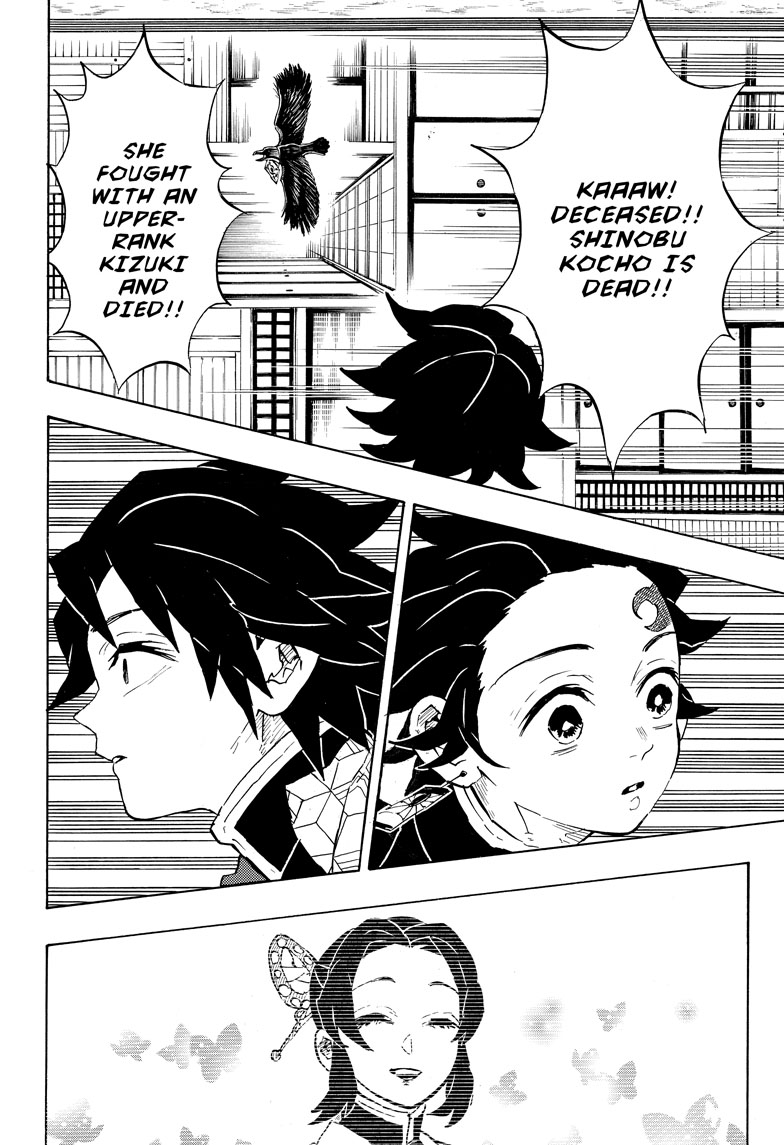 KAAAW!
DECEASED!!
SHINOBU
KOCHO IS
DEAD!!
SHE
FOUGHT
WITH AN
UPPER-
RANK
KIZUKI
AND
DIED!!